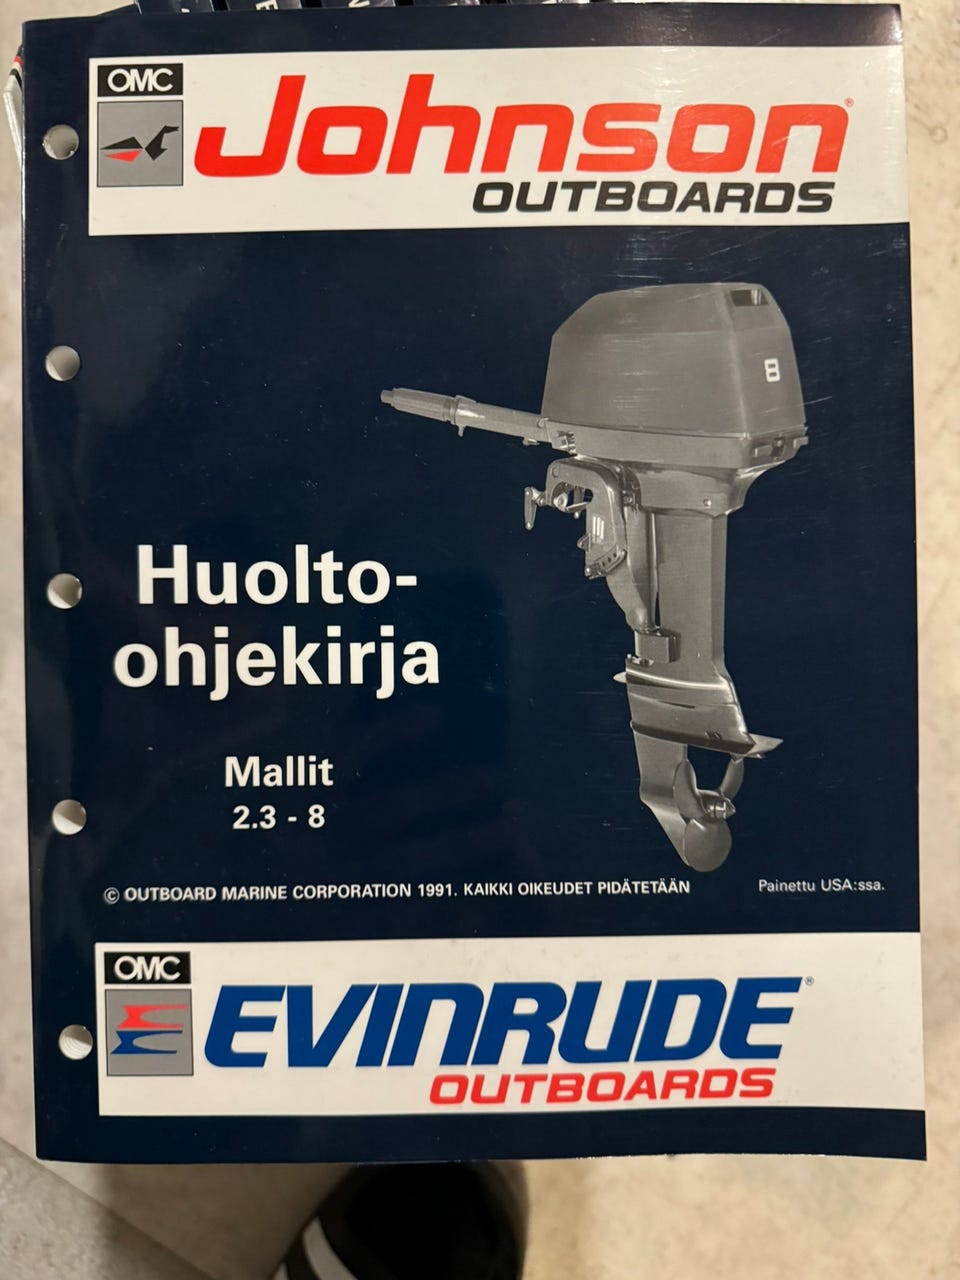 OMC
Johnson®
OUTBOARDS
8
Huolto-
ohjekirja
Mallit
2.3 - 8
© OUTBOARD MARINE CORPORATION 1991. KAIKKI OIKEUDET PIDÄTETÄÄN
Painettu USA:ssa.
OMC
EVINRUDE®
OUTBOARDS